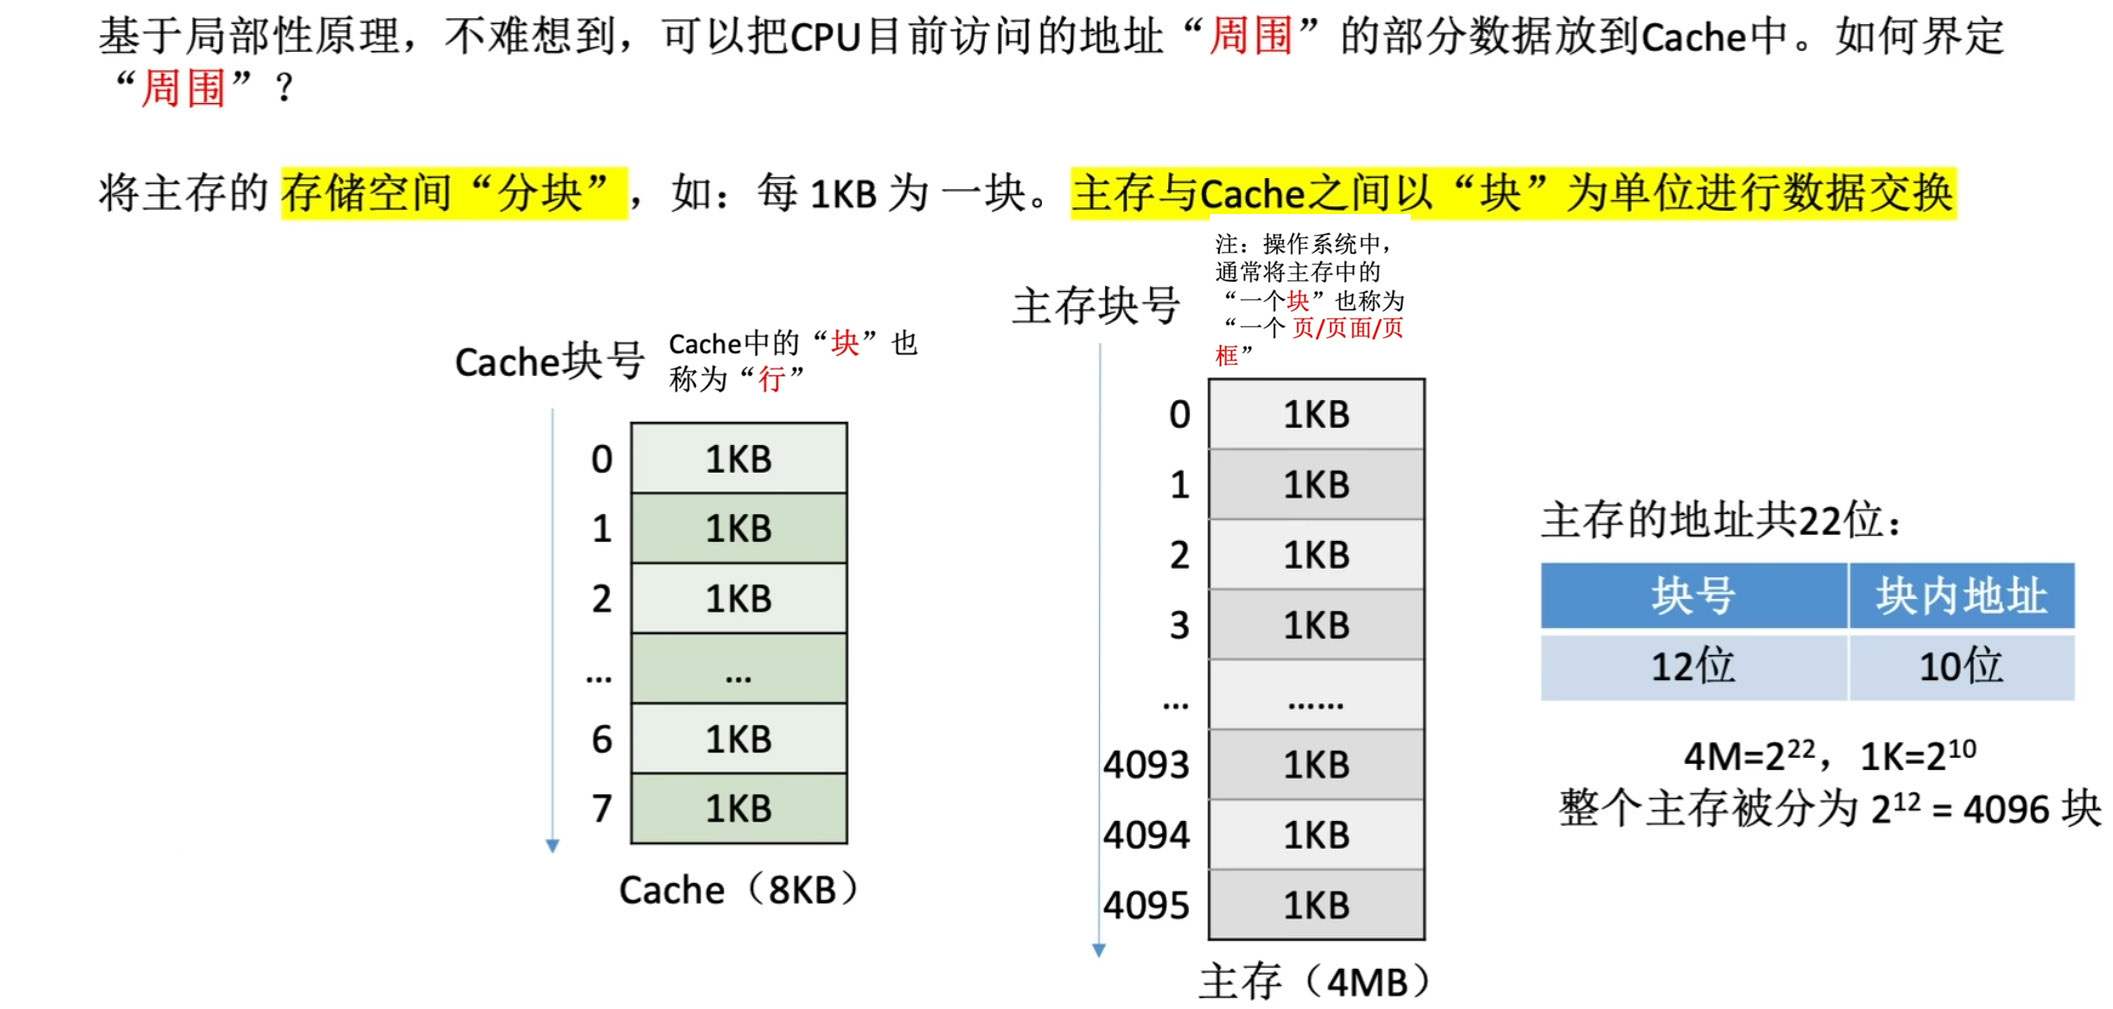 基于局部性原理，不难想到，可以把CPU目前访问的地址“周围”的部分数据放到Cache中。如何界定
“周围”？
将主存的 存储空间“分块”，如：每 1KB 为 一块。主存与Cache之间以“块”为单位进行数据交换
注：操作系统中，
通常将主存中的
“一个块”也称为
“一个 页/页面/页
框”
主存块号
Cache块号
Cache中的“块”也
称为“行”
0 1KB
1 1KB
2 1KB
... ...
6 1KB
7 1KB
Cache（8KB）
0 1KB
1 1KB
2 1KB
3 1KB
... ......
4093 1KB
4094 1KB
4095 1KB
主存（4MB）
主存的地址共22位：
块号 块内地址
12位 10位
4M=2²²，1K=2¹⁰
整个主存被分为 2¹² = 4096 块